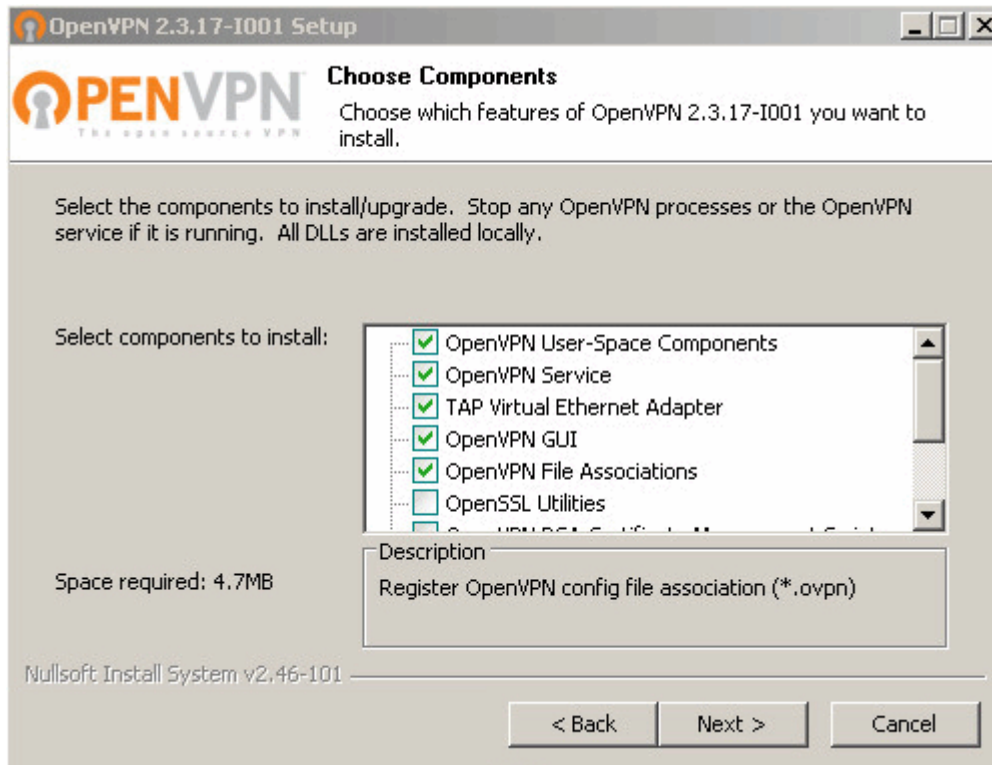 OpenVPN 2.3.17-I001 Setup
OPENVPN
The open source VPN
Choose Components
Choose which features of OpenVPN 2.3.17-I001 you want to
install.
Select the components to install/upgrade. Stop any OpenVPN processes or the OpenVPN
service if it is running. All DLLs are installed locally.
Select components to install:
OpenVPN User-Space Components
OpenVPN Service
TAP Virtual Ethernet Adapter
OpenVPN GUI
OpenVPN File Associations
OpenSSL Utilities
Space required: 4.7MB
Description
Register OpenVPN config file association (*.ovpn)
Nullsoft Install System v2.46-101
< Back
Next >
Cancel